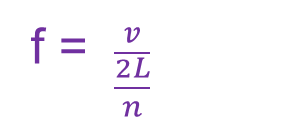 f = v / (2L / n)